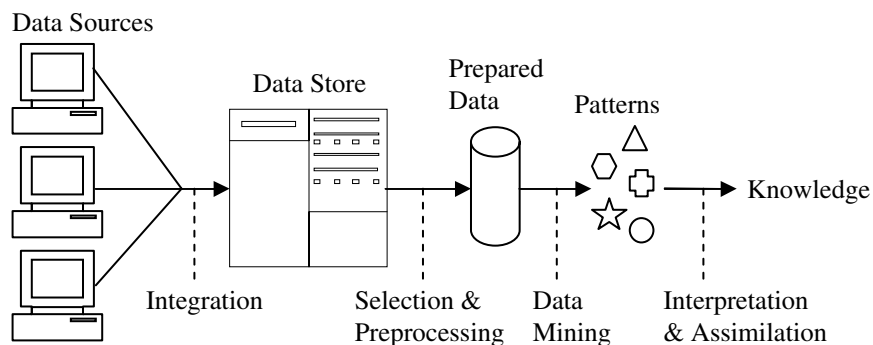 Data Sources
Data Store
Prepared
Data
Patterns
Knowledge
Integration
Selection &
Preprocessing
Data
Mining
Interpretation
& Assimilation